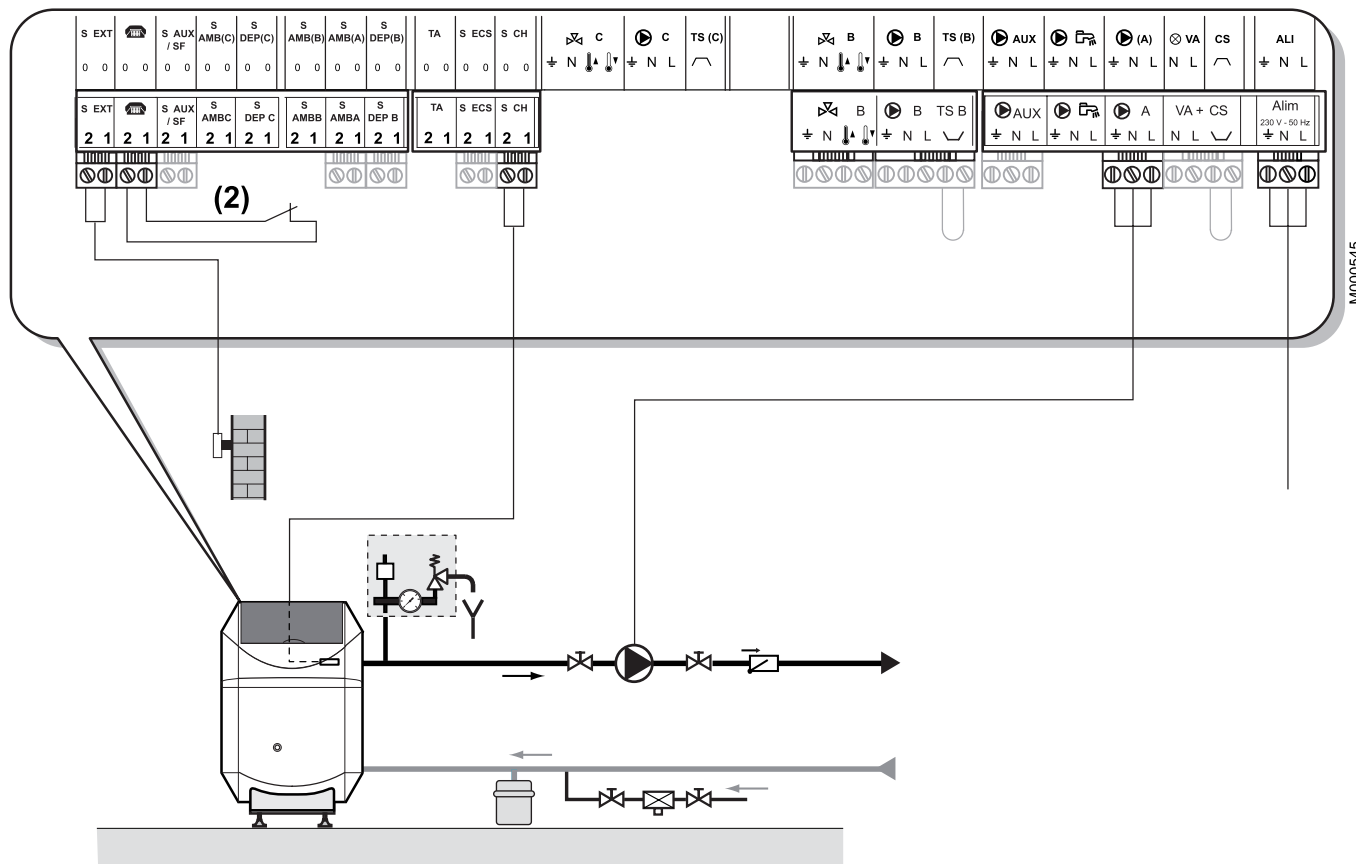 S EXT S AUX / SF S AMB(C) S DEP(C) S AMB(B) S AMB(A) S DEP(B) TA S ECS S CH C C TS (C) B B TS (B) AUX (A) VA CS ALI
0 0 0 0 0 0 0 0 0 0 0 0 0 0 0 0 0 0 0 0 0 0 N N L N N L N L N L N L N L N L
S EXT S AUX / SF S AMBC S DEP C S AMBB S AMBA S DEP B TA S ECS S CH B B TS B AUX A VA + CS Alim
230 V - 50 Hz
2 1 2 1 2 1 2 1 2 1 2 1 2 1 2 1 2 1 2 1 2 1 N N L N L N L N L N L N L
(2)
M000545